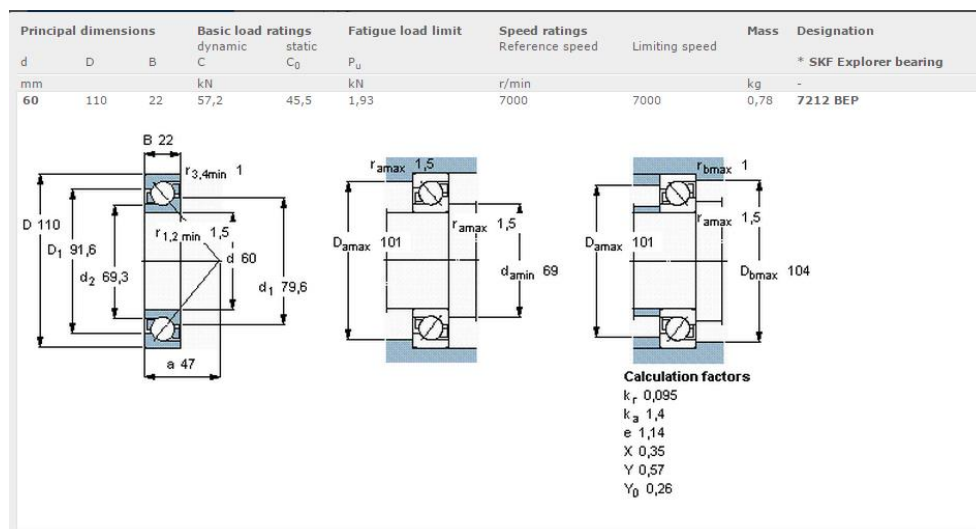 Principal dimensions Basic load ratings Fatigue load limit Speed ratings Mass Designation
dynamic static Reference speed Limiting speed
d D B C C0 Pu * SKF Explorer bearing
mm kN kN r/min kg -
60 110 22 57,2 45,5 1,93 7000 7000 0,78 7212 BEP
B 22
r3,4min 1
D 110
D1 91,6
d2 69,3
r1,2 min 1,5
d 60
d1 79,6
a 47
ramax 1,5
ramax 1,5
Damax 101
damin 69
rbmax 1
ramax 1,5
Damax 101
Dbmax 104
Calculation factors
kr 0,095
ka 1,4
e 1,14
X 0,35
Y 0,57
Y0 0,26